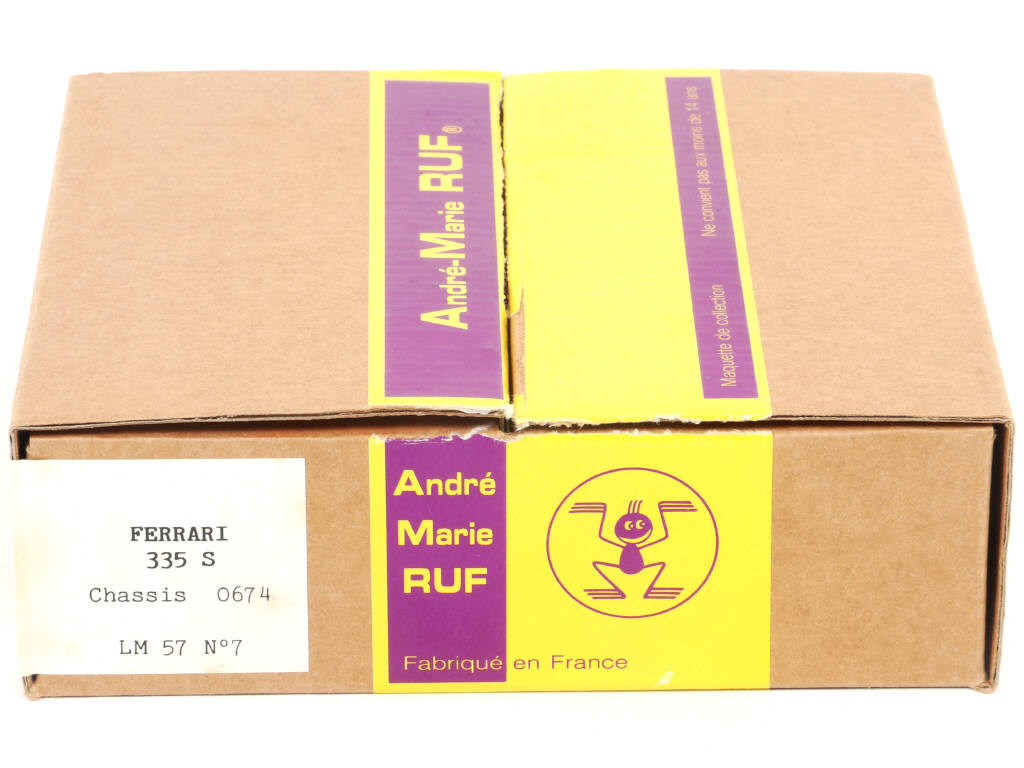 André-Marie RUF®
Maquette de collection Ne convient pas aux moins de 14 ans
FERRARI
335 S
Chassis 0674
LM 57 N°7
André
Marie
RUF
Fabriqué en France